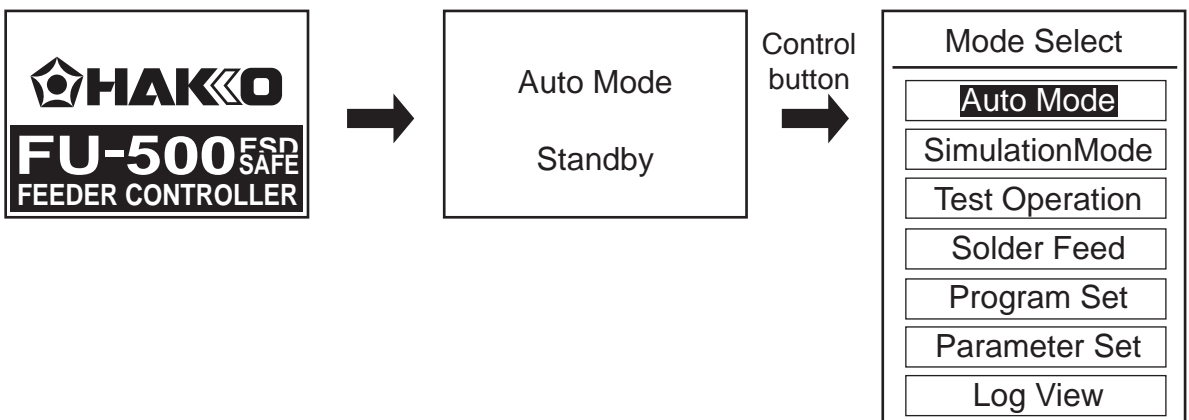 HAKKO
FU-500 ESD SAFE
FEEDER CONTROLLER
Auto Mode
Standby
Control
button
Mode Select
Auto Mode
SimulationMode
Test Operation
Solder Feed
Program Set
Parameter Set
Log View